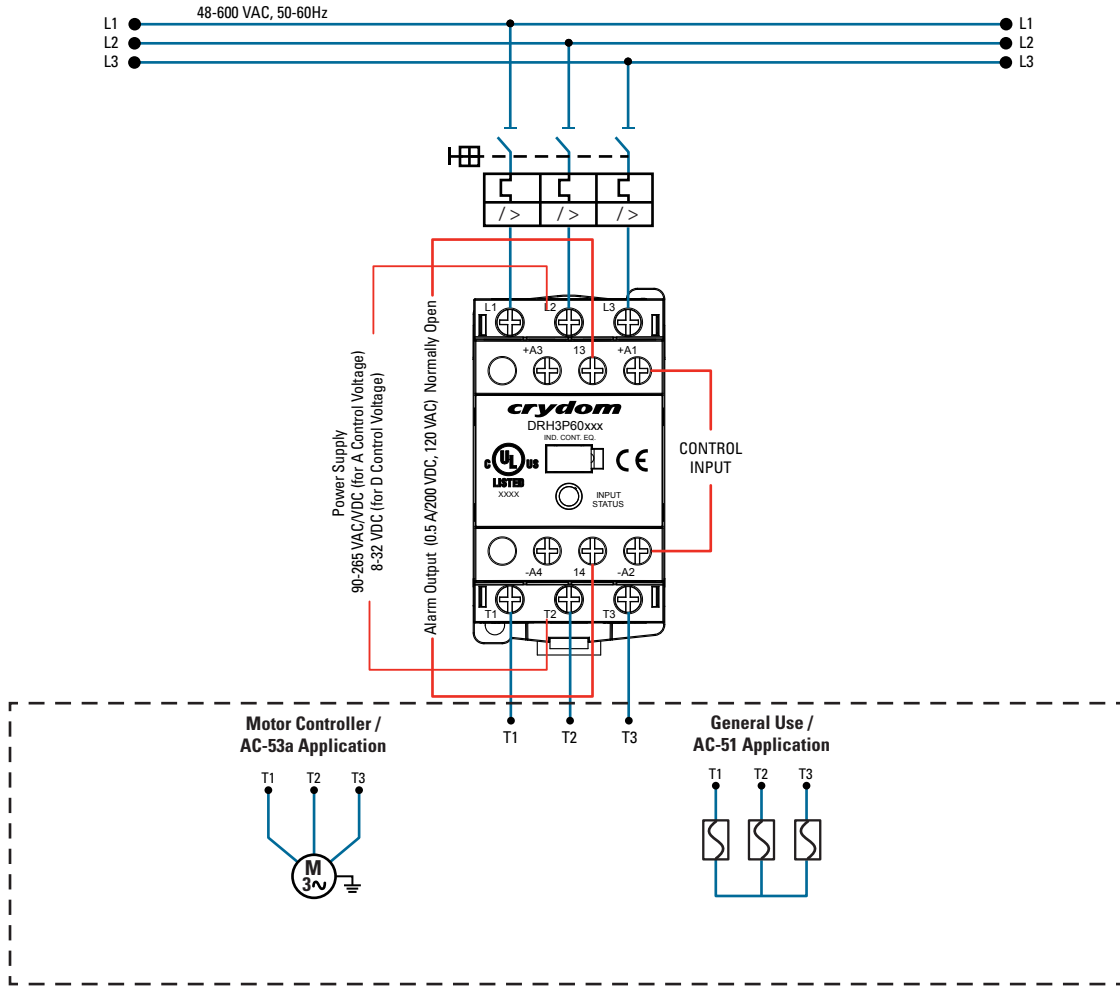 48-600 VAC, 50-60Hz
L1
L1
L2
L2
L3
L3
/ >
/ >
/ >
L1
L2
L3
+A3
13
+A1
crydom
DRH3P60xxx
IND. CONT. EQ.
C UL US
LISTED
XXXX
CE
INPUT
STATUS
CONTROL
INPUT
Power Supply
90-265 VAC/VDC (for A Control Voltage)
8-32 VDC (for D Control Voltage)
Alarm Output (0.5 A/200 VDC, 120 VAC) Normally Open
-A4
14
-A2
T1
T2
T3
T1
T2
T3
Motor Controller /
AC-53a Application
T1
T2
T3
M
3~
General Use /
AC-51 Application
T1
T2
T3